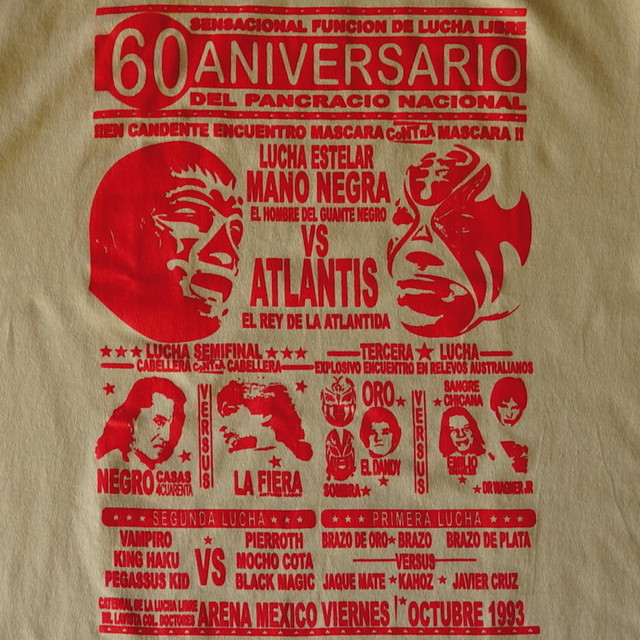 SENSACIONAL FUNCION DE LUCHA LIBRE
60 ANIVERSARIO
DEL PANCRACIO NACIONAL
!!EN CANDENTE ENCUENTRO MASCARA CONTRA MASCARA !!
LUCHA ESTELAR
MANO NEGRA
EL HOMBRE DEL GUANTE NEGRO
VS
ATLANTIS
EL REY DE LA ATLANTIDA
LUCHA SEMIFINAL
CABELLERA CONTRA CABELLERA
NEGRO CASAS
VERSUS
LA FIERA
TERCERA LUCHA
EXPLOSIVO ENCUENTRO EN RELEVOS AUSTRALIANOS
ORO
SOMBRA
EL DANDY
VERSUS
SANGRE
CHICANA
EMILIO
DR WAGNER JR
SEGUNDA LUCHA
VAMPIRO
KING HAKU
PEGASSUS KID
VS
PIERROTH
MOCHO COTA
BLACK MAGIC
PRIMERA LUCHA
BRAZO DE ORO BRAZO BRAZO DE PLATA
VERSUS
JAQUE MATE KAHOZ JAVIER CRUZ
CATEDRAL DE LA LUCHA LIBRE
DR. LAVISTA COL. DOCTORES
ARENA MEXICO VIERNES 1° OCTUBRE 1993